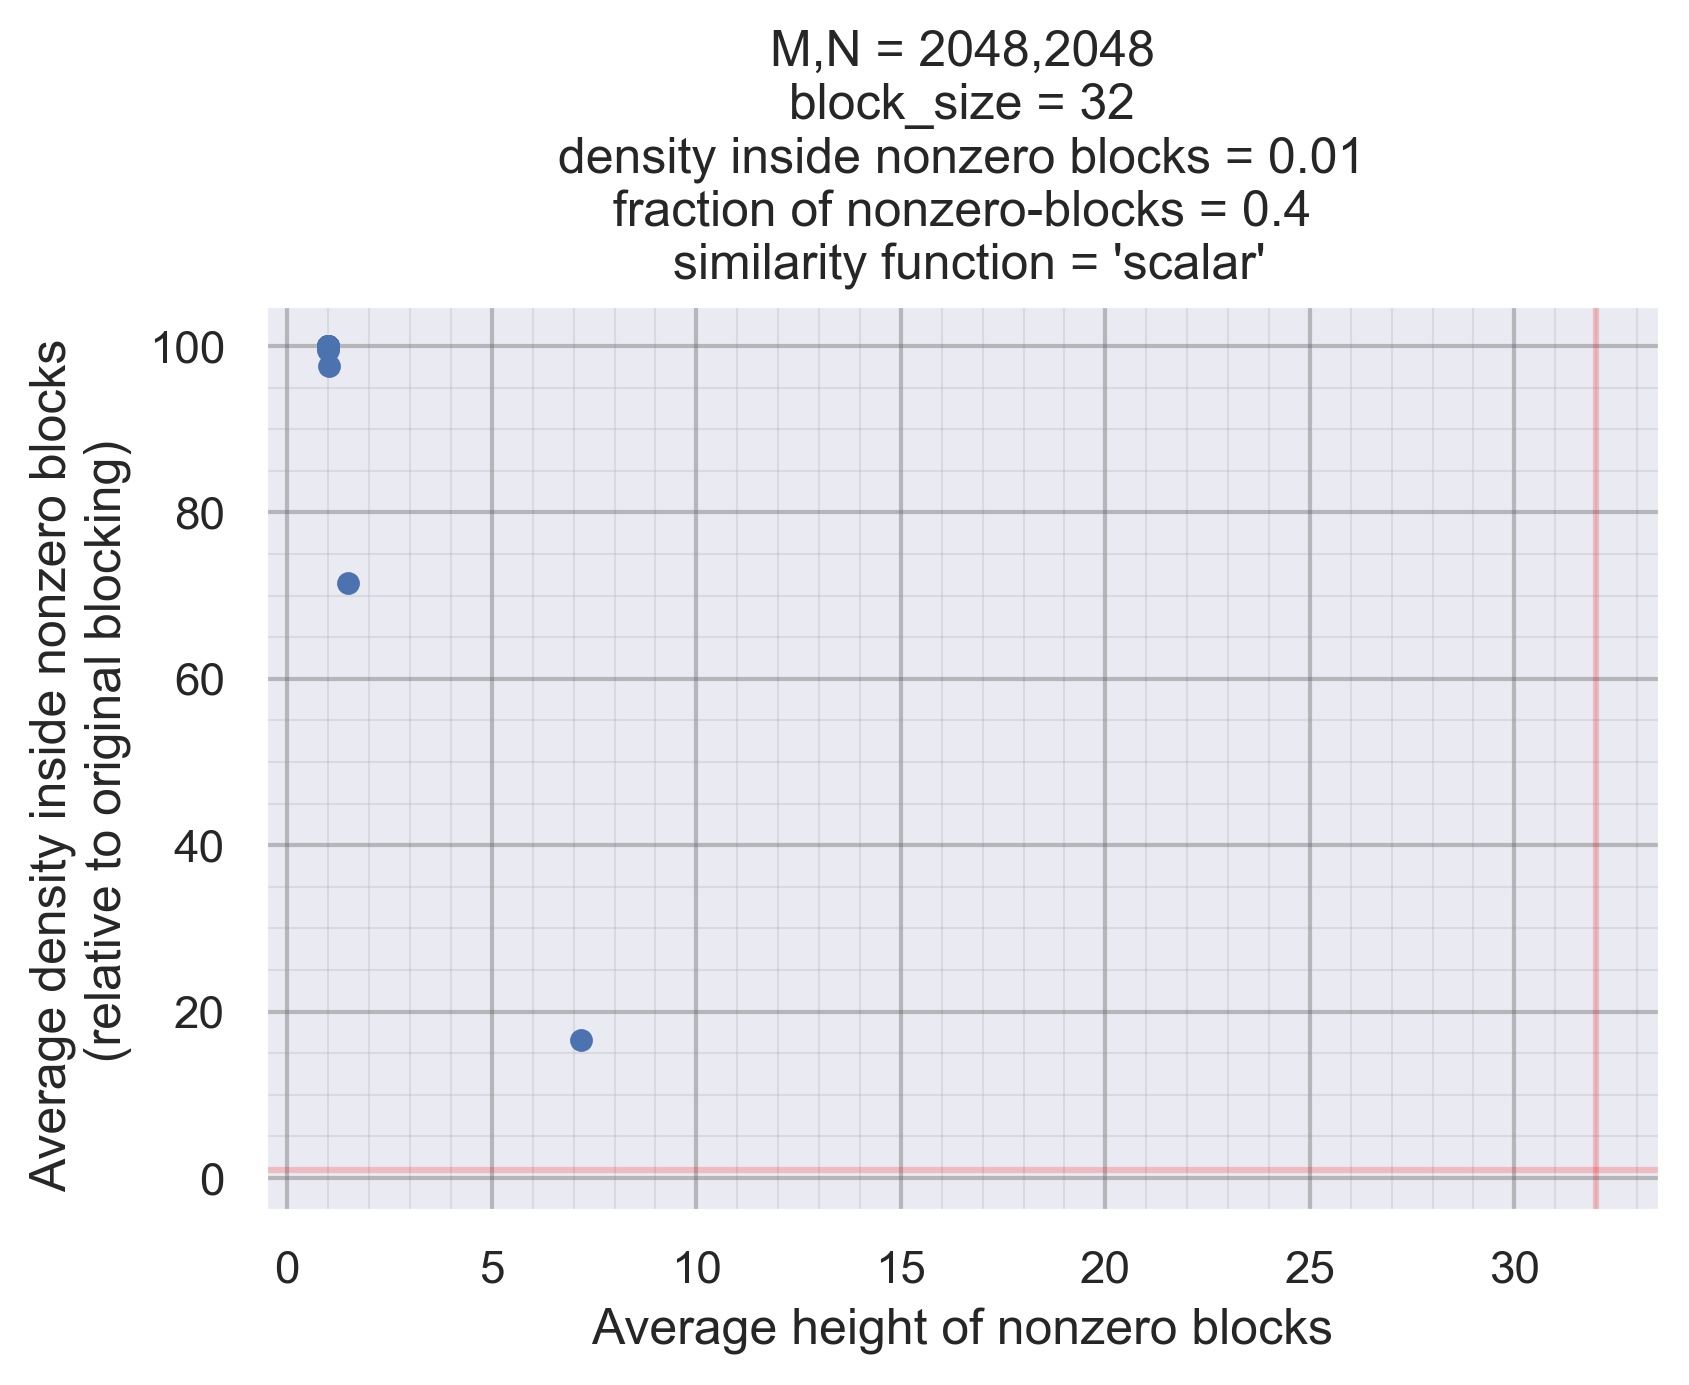 M,N = 2048,2048
block_size = 32
density inside nonzero blocks = 0.01
fraction of nonzero-blocks = 0.4
similarity function = 'scalar'
Average density inside nonzero blocks
(relative to original blocking)
100
80
60
40
20
0
0 5 10 15 20 25 30
Average height of nonzero blocks